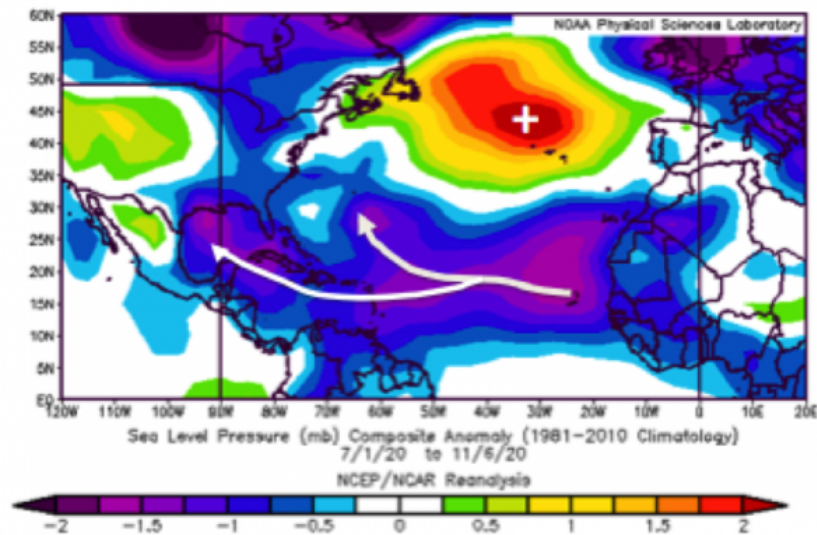 NOAA Physical Sciences Laboratory
60N
50N
40N
30N
20N
10N
EQ
55N
45N
35N
25N
15N
5N
120W 110W 100W 90W 80W 70W 60W 50W 40W 30W 20W 10W 0 10E 20E
Sea Level Pressure (mb) Composite Anomaly (1981-2010 Climatology)
7/1/20 to 11/6/20
NCEP/NCAR Reanalysis
-2 -1.5 -1 -0.5 0 0.5 1 1.5 2